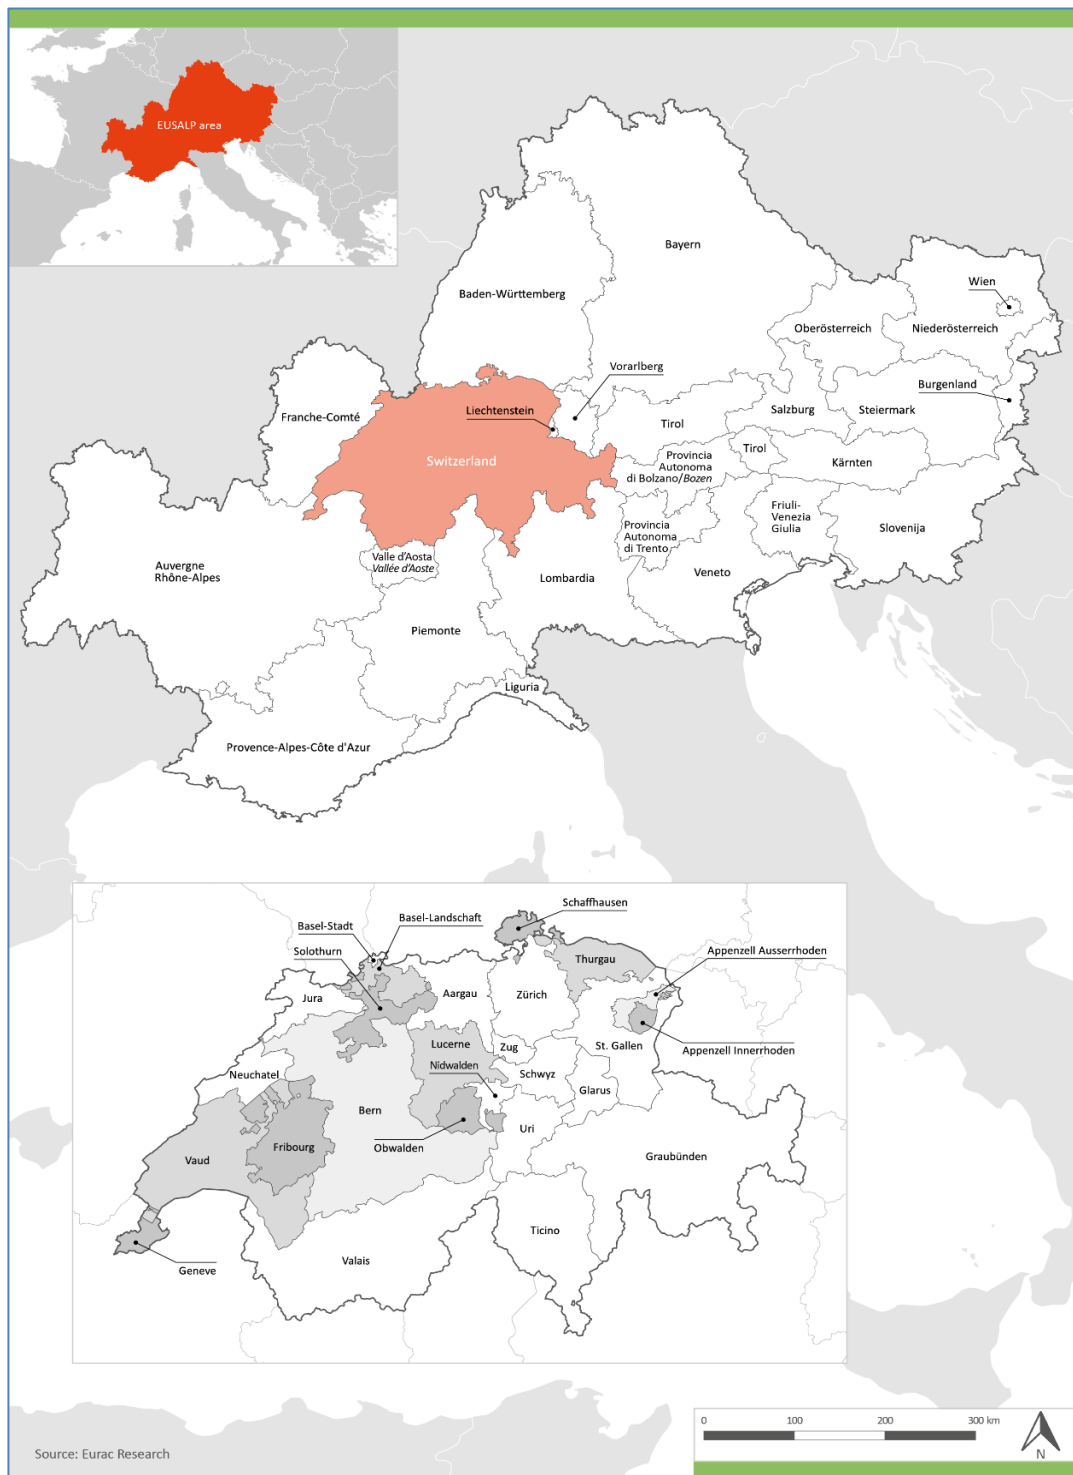 EUSALP area
Bayern
Baden-Württemberg
Wien
Oberösterreich
Niederösterreich
Vorarlberg
Burgenland
Liechtenstein
Franche-Comté
Tirol
Salzburg
Steiermark
Switzerland
Provincia
Autonoma
di Bolzano/Bozen
Tirol
Kärnten
Friuli-
Venezia
Giulia
Provincia
Autonoma
di Trento
Slovenija
Valle d'Aosta
Vallée d'Aoste
Auvergne
Rhône-Alpes
Lombardia
Veneto
Piemonte
Liguria
Provence-Alpes-Côte d'Azur
Schaffhausen
Basel-Landschaft
Basel-Stadt
Solothurn
Thurgau
Appenzell Ausserrhoden
Jura
Aargau
Zürich
Lucerne
Zug
St. Gallen
Appenzell Innerrhoden
Nidwalden
Neuchatel
Schwyz
Glarus
Bern
Uri
Fribourg
Obwalden
Vaud
Graubünden
Ticino
Valais
Geneve
0 100 200 300 km
N
Source: Eurac Research